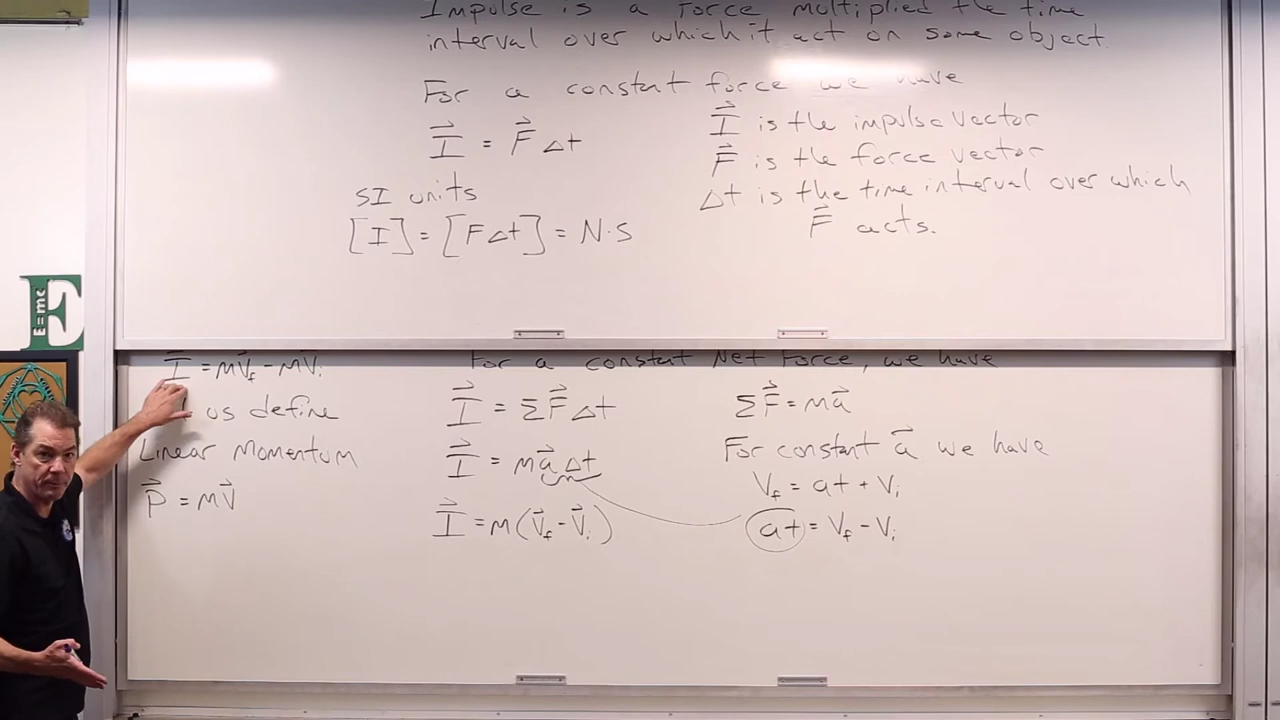 Impulse is a force multiplied the time
interval over which it act on some object.
For a constant force we have
I⃗ = F⃗ Δt
SI units
[I] = [FΔt] = N·S
I⃗ is the impulse vector
F⃗ is the force vector
Δt is the time interval over which
F⃗ acts.
E=mc
I⃗ = mV⃗f - mVi
us define
Linear Momentum
P⃗ = mV⃗
For a constant Net Force, we have
I⃗ = ΣF⃗ Δt
I⃗ = ma⃗Δt
I⃗ = m(V⃗f - V⃗i)
ΣF⃗ = ma⃗
For constant a⃗ we have
Vf = at + Vi
at = Vf - Vi